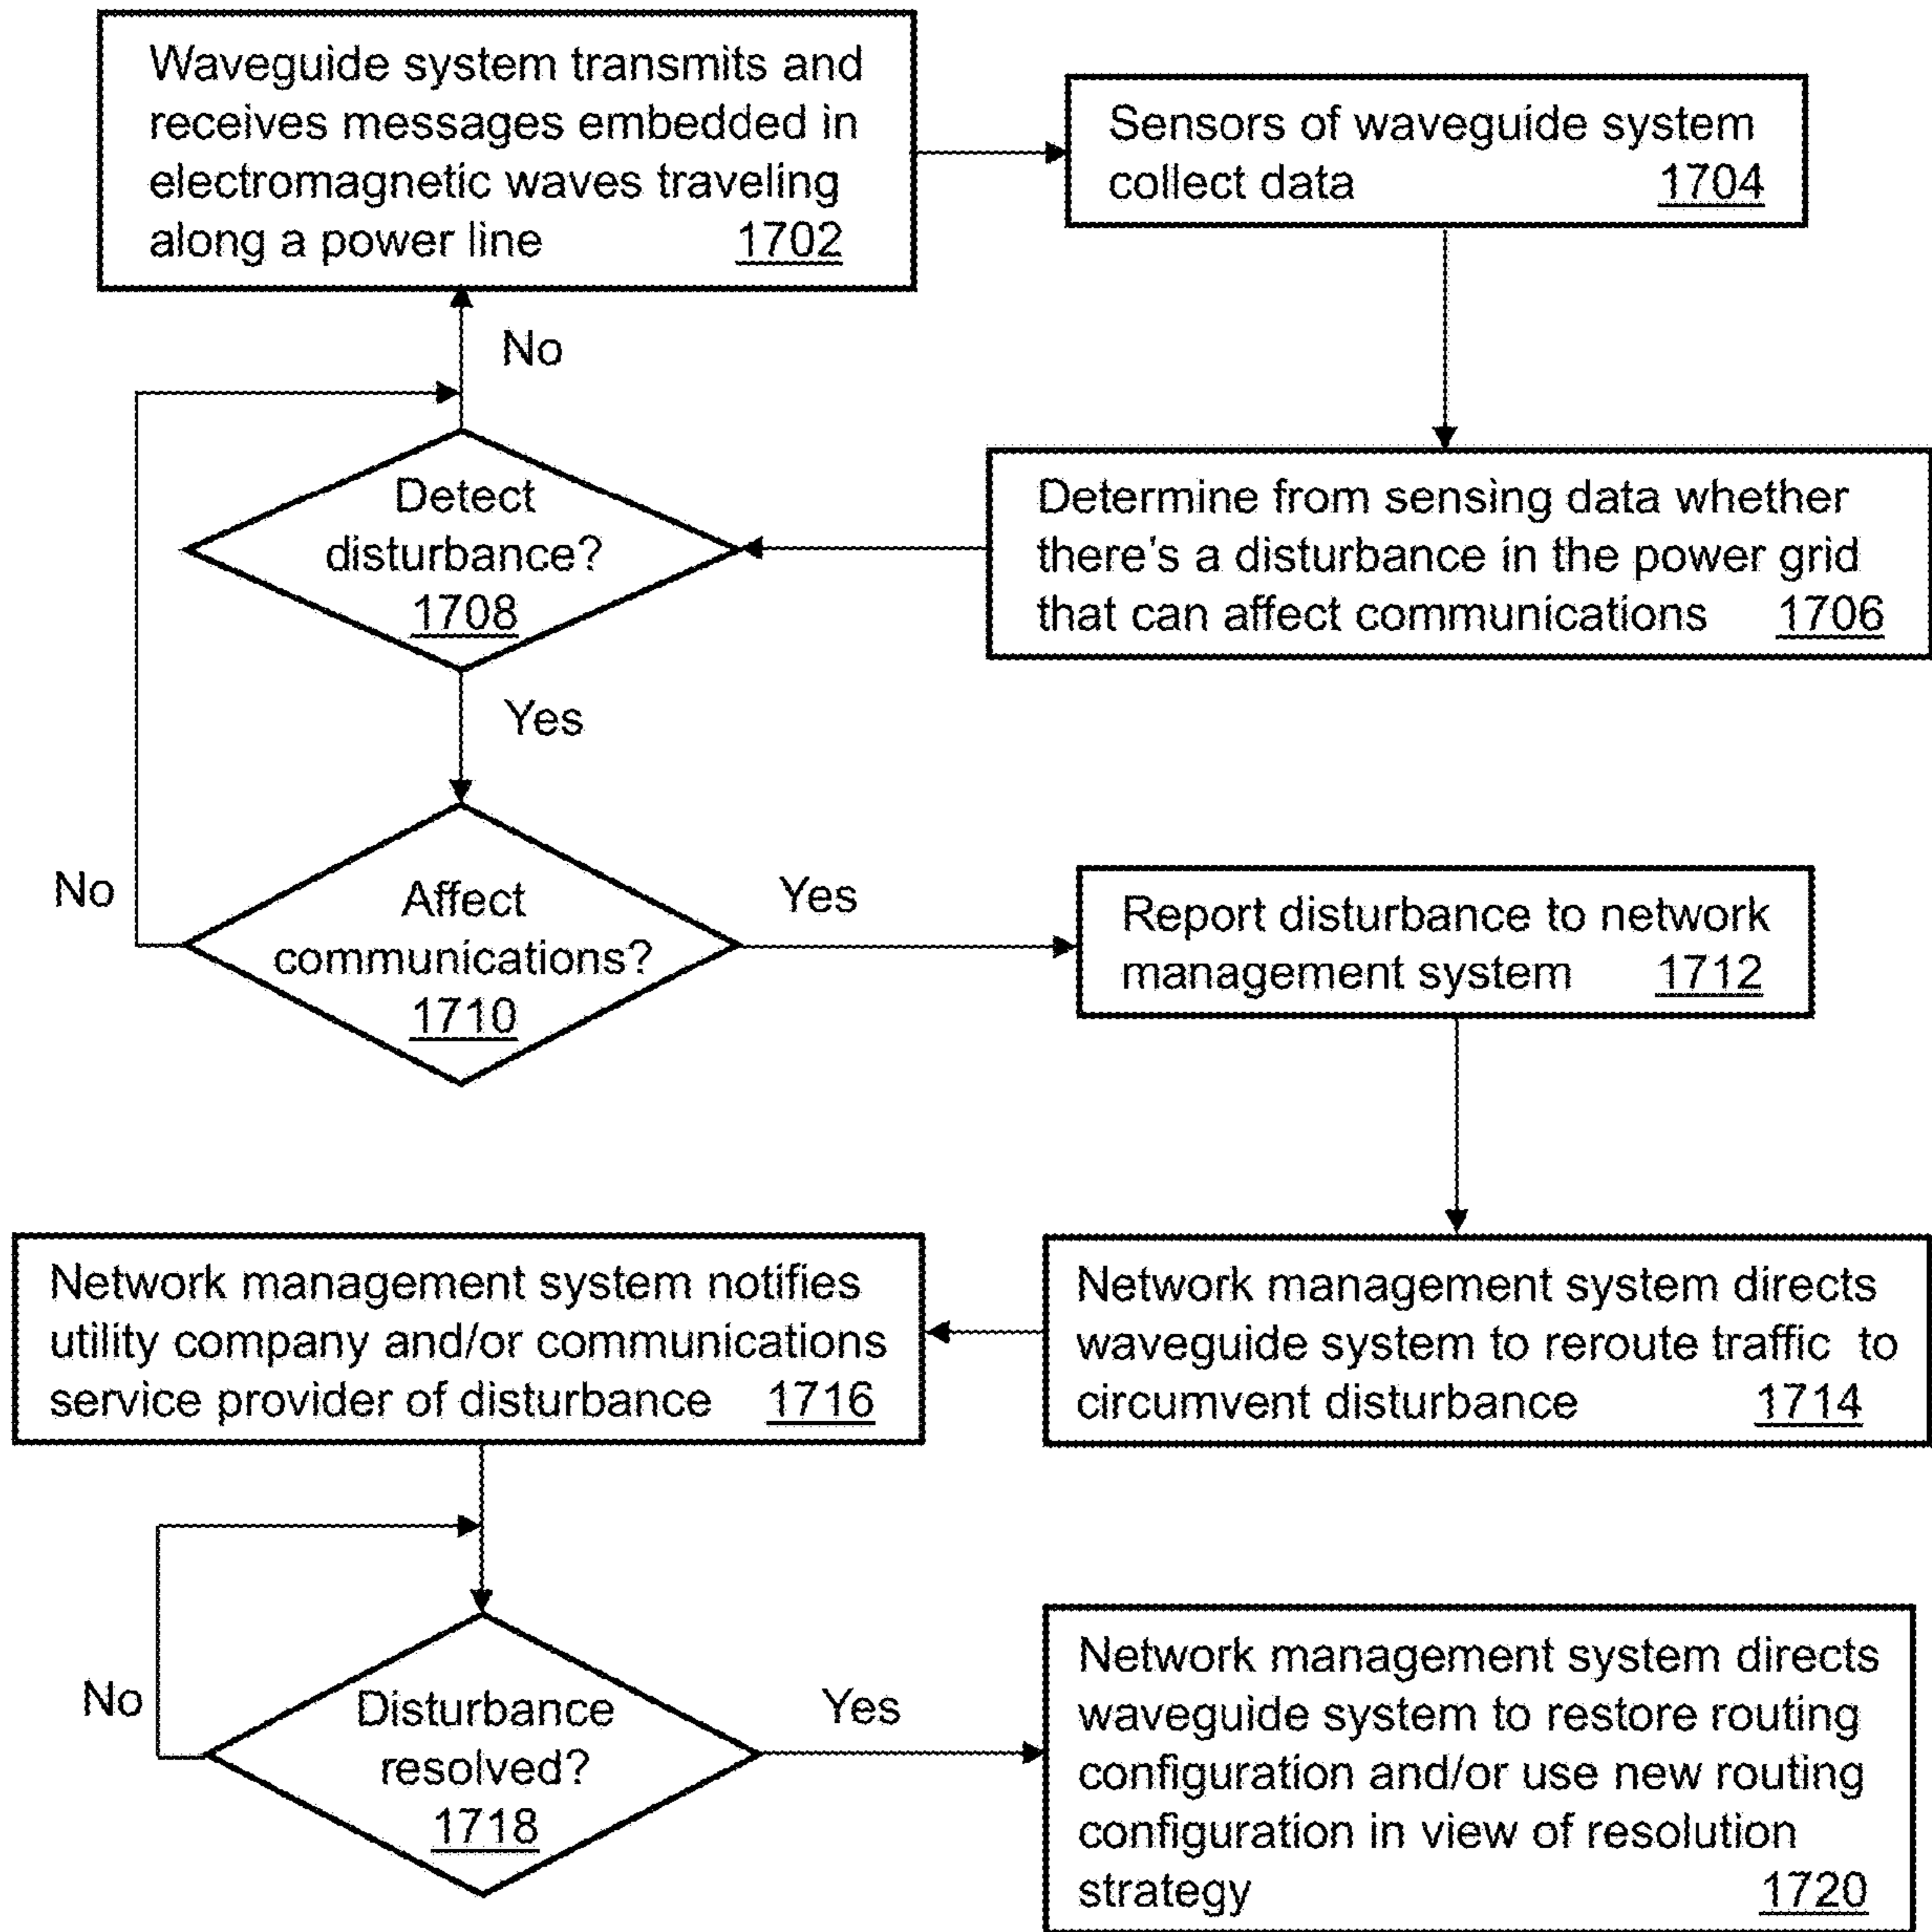 Waveguide system transmits and
receives messages embedded in
electromagnetic waves traveling
along a power line 1702
Sensors of waveguide system
collect data 1704
No
Detect
disturbance?
1708
Determine from sensing data whether
there's a disturbance in the power grid
that can affect communications 1706
Yes
No
Affect
communications?
1710
Yes
Report disturbance to network
management system 1712
Network management system notifies
utility company and/or communications
service provider of disturbance 1716
Network management system directs
waveguide system to reroute traffic to
circumvent disturbance 1714
No
Disturbance
resolved?
1718
Yes
Network management system directs
waveguide system to restore routing
configuration and/or use new routing
configuration in view of resolution
strategy 1720